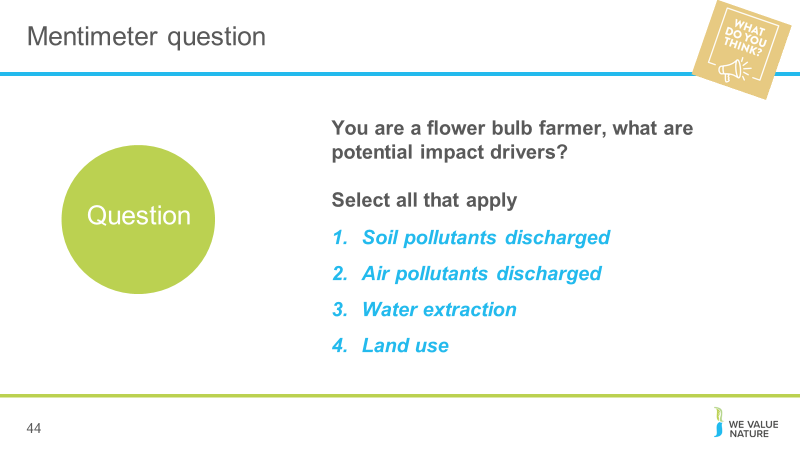 Mentimeter question
WHAT
DO YOU
THINK?
You are a flower bulb farmer, what are
potential impact drivers?
Question
Select all that apply
1. Soil pollutants discharged
2. Air pollutants discharged
3. Water extraction
4. Land use
44
WE VALUE
NATURE